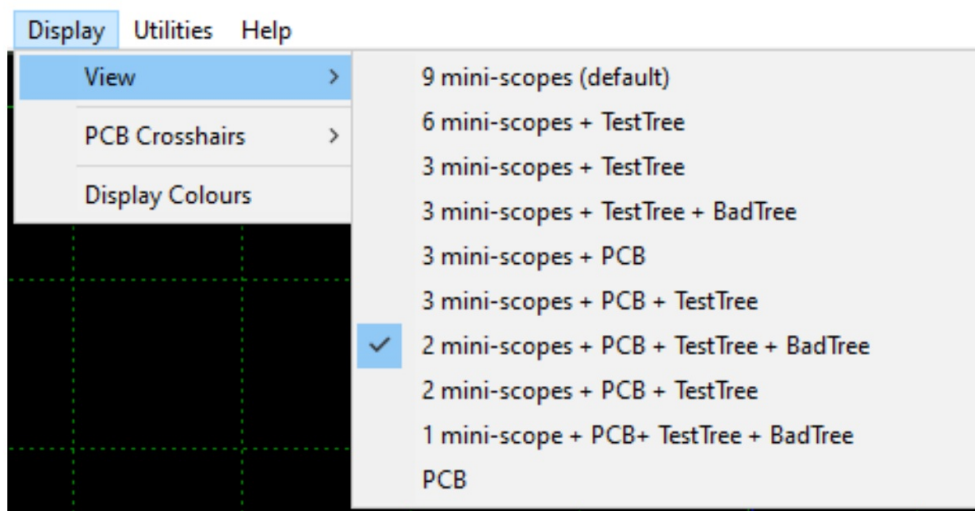 Display Utilities Help
View
PCB Crosshairs
Display Colours
9 mini-scopes (default)
6 mini-scopes + TestTree
3 mini-scopes + TestTree
3 mini-scopes + TestTree + BadTree
3 mini-scopes + PCB
3 mini-scopes + PCB + TestTree
2 mini-scopes + PCB + TestTree + BadTree
2 mini-scopes + PCB + TestTree
1 mini-scope + PCB+ TestTree + BadTree
PCB